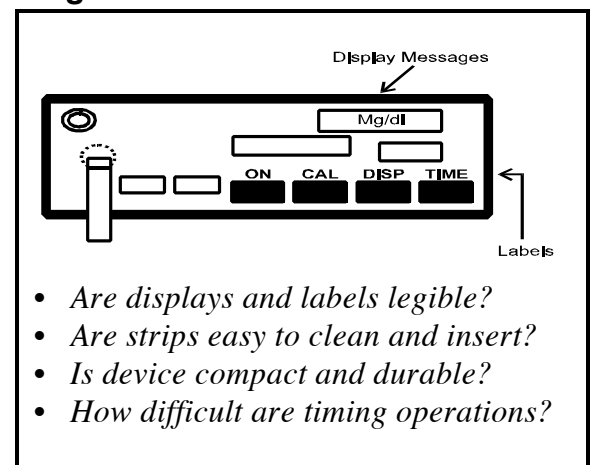 Display Messages
Mg/dl
ON CAL DISP TIME
Labels
• Are displays and labels legible?
• Are strips easy to clean and insert?
• Is device compact and durable?
• How difficult are timing operations?